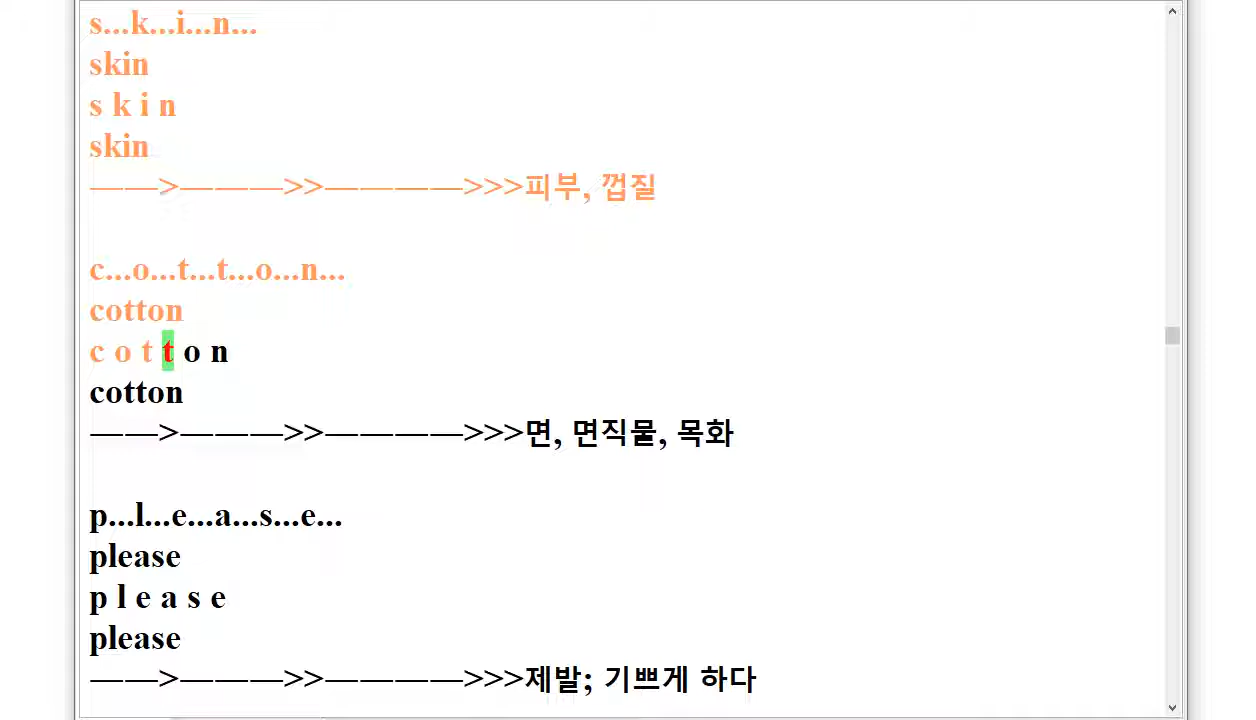 s...k...i...n...
skin
s k i n
skin
——>———>>————>>>피부, 껍질
c...o...t...t...o...n...
cotton
c o t t o n
cotton
——>———>>————>>>면, 면직물, 목화
p...l...e...a...s...e...
please
p l e a s e
please
——>———>>————>>>제발; 기쁘게 하다